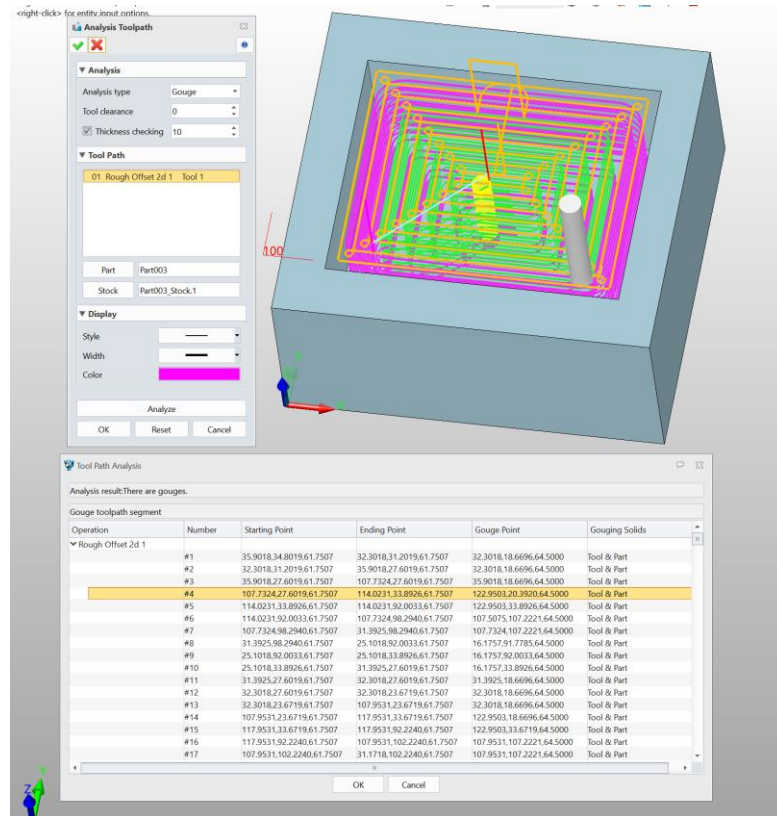 <right-click> for entity input options.
Analysis Toolpath
Analysis
Analysis type Gouge
Tool clearance 0
Thickness checking 10
Tool Path
01 Rough Offset 2d 1 Tool 1
Part Part003
Stock Part003_Stock.1
Display
Style
Width
Color
Analyze
OK Reset Cancel
100
Tool Path Analysis
Analysis result:There are gouges.
Gouge toolpath segment
Operation Number Starting Point Ending Point Gouge Point Gouging Solids
Rough Offset 2d 1
#1 35.9018,34.8019,61.7507 32.3018,31.2019,61.7507 32.3018,18.6696,64.5000 Tool & Part
#2 32.3018,31.2019,61.7507 35.9018,27.6019,61.7507 32.3018,18.6696,64.5000 Tool & Part
#3 35.9018,27.6019,61.7507 107.7324,27.6019,61.7507 35.9018,18.6696,64.5000 Tool & Part
#4 107.7324,27.6019,61.7507 114.0231,33.8926,61.7507 122.9503,20.3920,64.5000 Tool & Part
#5 114.0231,33.8926,61.7507 114.0231,92.0033,61.7507 122.9503,33.8926,64.5000 Tool & Part
#6 114.0231,92.0033,61.7507 107.7324,98.2940,61.7507 107.5075,107.2221,64.5000 Tool & Part
#7 107.7324,98.2940,61.7507 31.3925,98.2940,61.7507 107.7324,107.2221,64.5000 Tool & Part
#8 31.3925,98.2940,61.7507 25.1018,92.0033,61.7507 16.1757,91.7785,64.5000 Tool & Part
#9 25.1018,92.0033,61.7507 25.1018,33.8926,61.7507 16.1757,92.0033,64.5000 Tool & Part
#10 25.1018,33.8926,61.7507 31.3925,27.6019,61.7507 16.1757,33.8926,64.5000 Tool & Part
#11 31.3925,27.6019,61.7507 32.3018,27.6019,61.7507 31.3925,18.6696,64.5000 Tool & Part
#12 32.3018,27.6019,61.7507 32.3018,23.6719,61.7507 32.3018,18.6696,64.5000 Tool & Part
#13 32.3018,23.6719,61.7507 107.9531,23.6719,61.7507 32.3018,18.6696,64.5000 Tool & Part
#14 107.9531,23.6719,61.7507 117.9531,33.6719,61.7507 122.9503,18.6696,64.5000 Tool & Part
#15 117.9531,33.6719,61.7507 117.9531,92.2240,61.7507 122.9503,33.6719,64.5000 Tool & Part
#16 117.9531,92.2240,61.7507 107.9531,102.2240,61.7507 107.9531,107.2221,64.5000 Tool & Part
#17 107.9531,102.2240,61.7507 31.1718,102.2240,61.7507 107.9531,107.2221,64.5000 Tool & Part
OK Cancel
Y
Z